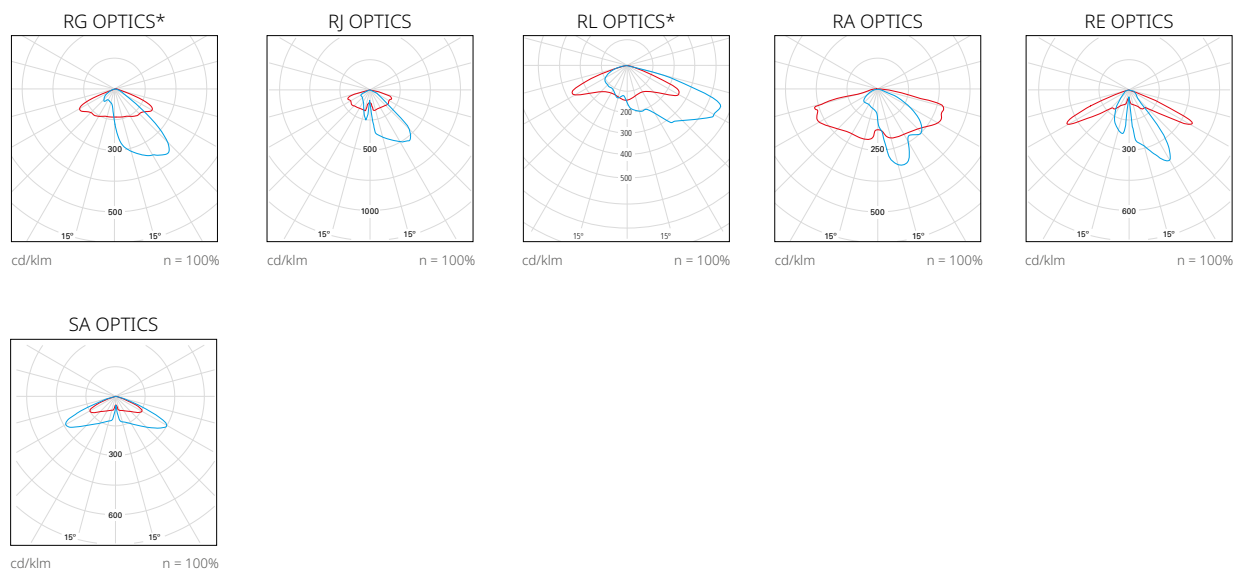 RG OPTICS*
300
500
15° 15°
cd/klm n = 100%
RJ OPTICS
500
1000
15° 15°
cd/klm n = 100%
RL OPTICS*
200
300
400
500
15° 15°
cd/klm n = 100%
RA OPTICS
250
500
15° 15°
cd/klm n = 100%
RE OPTICS
300
600
15° 15°
cd/klm n = 100%
SA OPTICS
300
600
15° 15°
cd/klm n = 100%